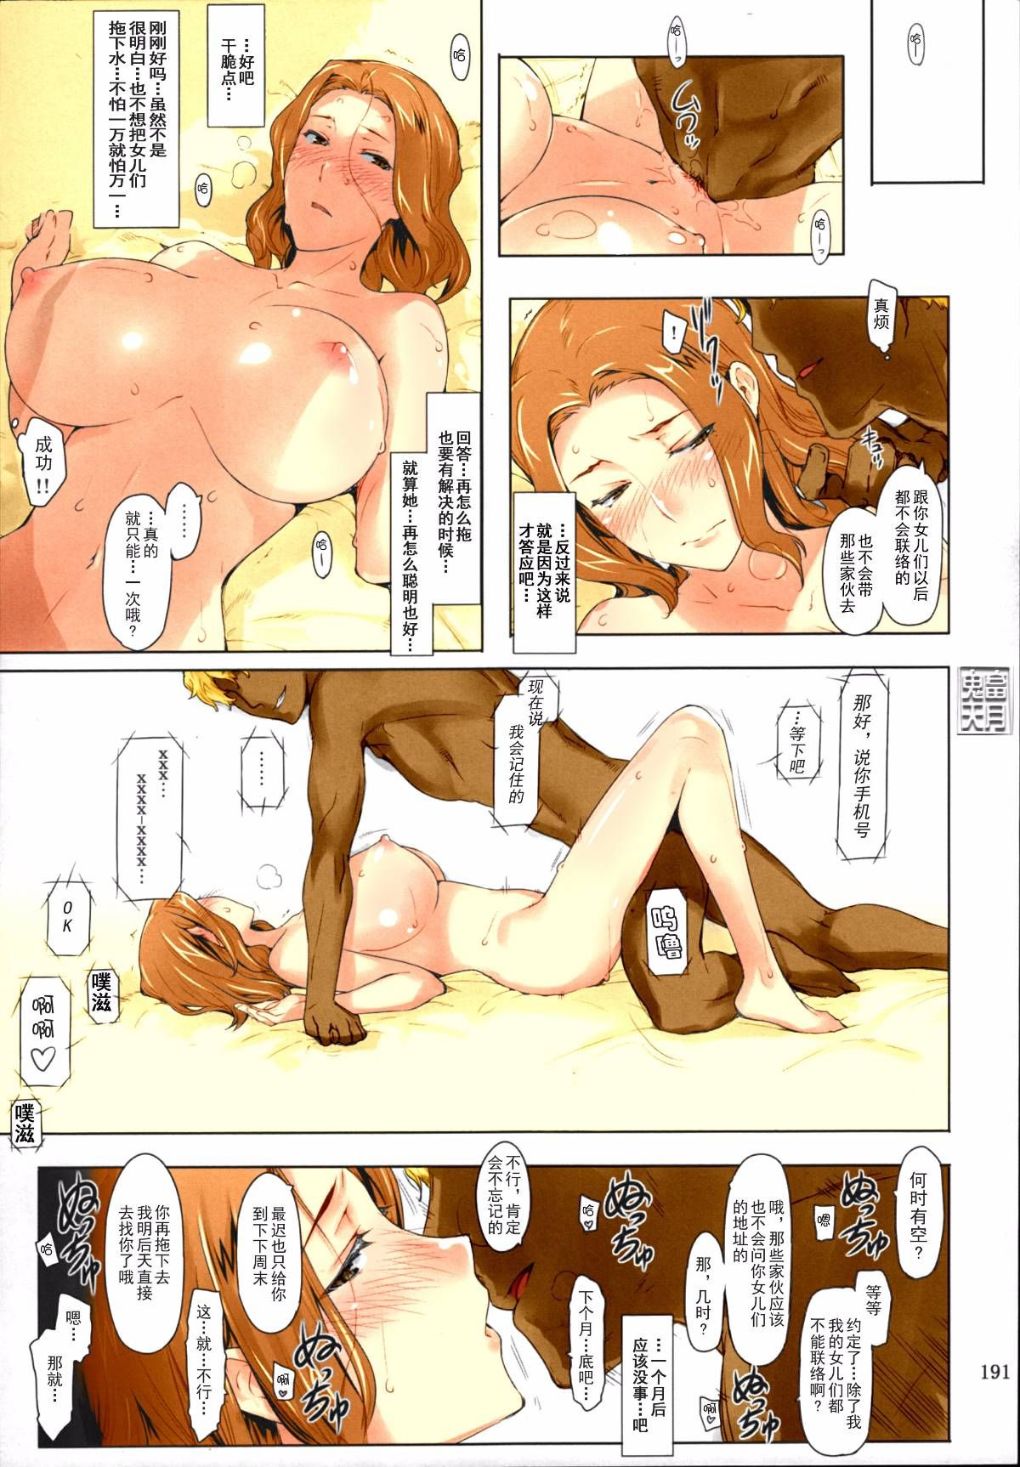 哈—
哈—ッ
哈—ッ
真烦
!
跟你女儿们以后
都不会联络的
也不会带
那些家伙去
…反过来说
就是因为这样
才答应吧…
哈
…好吧
干脆点…
刚刚好吗…虽然不是
很明白…也不想把女儿们
拖下水…不怕一万就怕万一…
哈
回答…再怎么拖
也要有解决的时候…
就算她…再怎么聪明也好…
成功
!!
哈—
……
…真的
就只能…一次哦?
那好,说你手机号
…等下吧
现在说
我会记住的
……
XXX…
XXXX-XXXX…
OK
呜噜
噗滋
啊
啊
♡
噗滋
鬼畜
天月
何时有空?
等等
约定了…除了我
我的女儿们都
不能联络啊?
嗯
ぬっちゅ
哦,那些家伙应该
也不会问你女儿们
的地址的
那,几时?
啊♡
…一个月后
应该没事…吧
下个月…底吧…
ぬっちゅ
哈♡
不行,肯定
会不忘记的
最迟也只给你
到下下周末
ぬっちゅ
啊♡
这…就…不行…
你再拖下去
我明后天直接
去找你了哦
ぬっちゅ
哈
嗯…
那就…
191